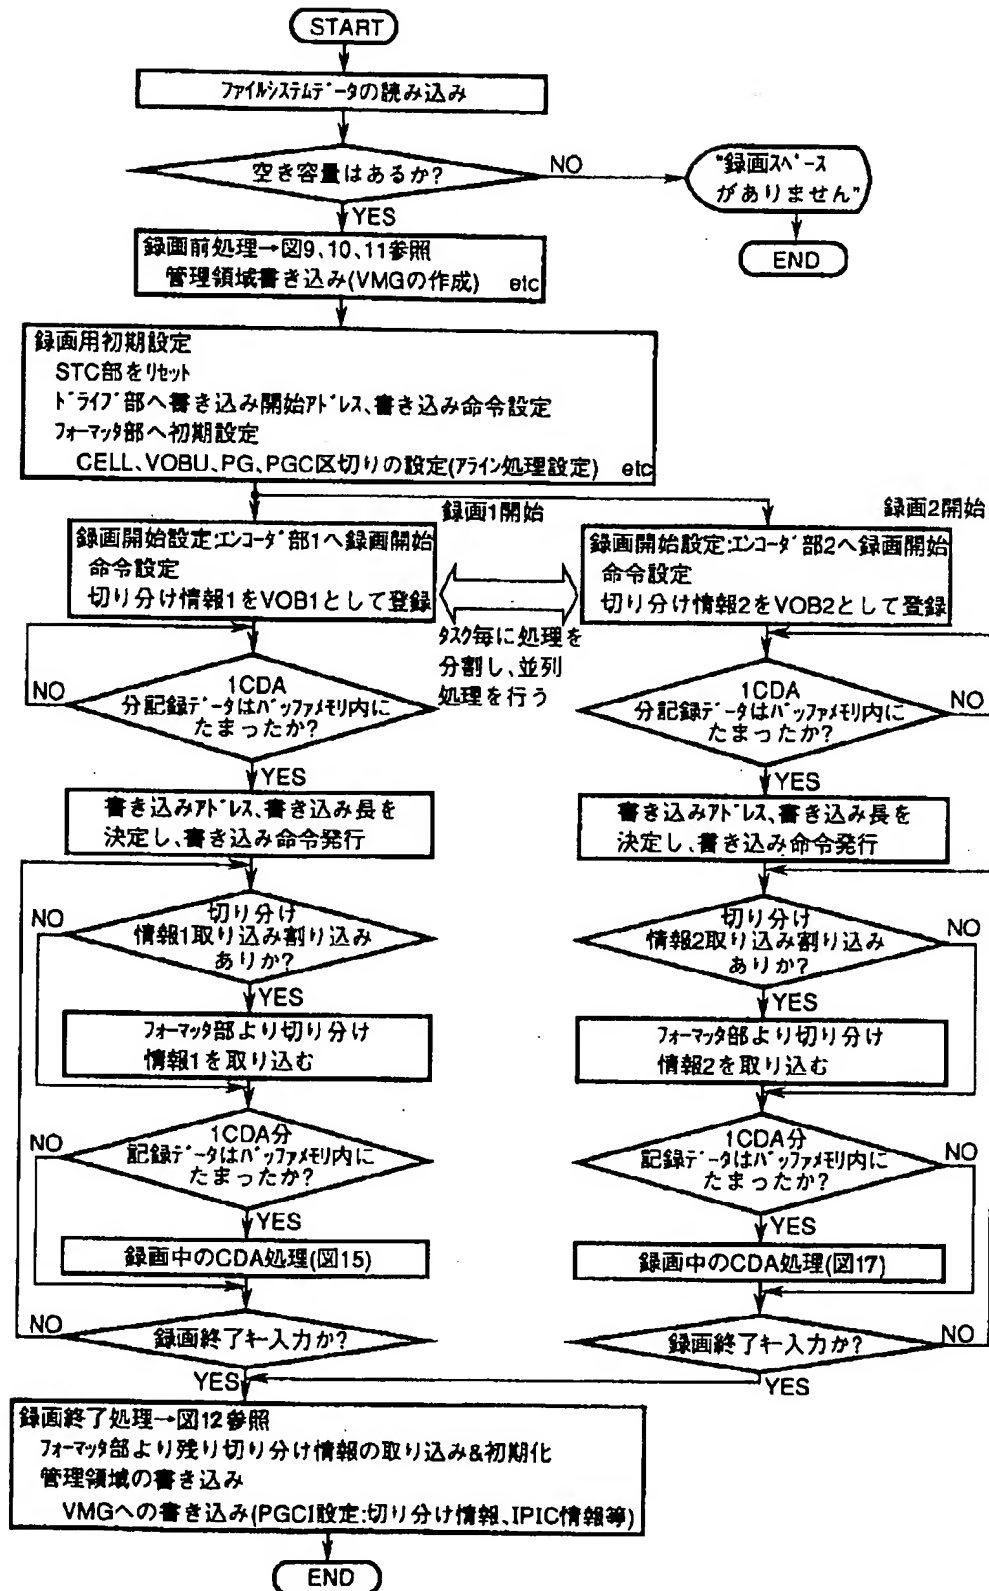 START
ファイルシステムデータの読み込み
空き容量はあるか?
NO
"録画スペース
がありません"
END
YES
録画前処理→図9、10、11参照
管理領域書き込み(VMGの作成) etc
録画用初期設定
STC部をリセット
ドライブ部へ書き込み開始アドレス、書き込み命令設定
フォーマッタ部へ初期設定
CELL、VOBU、PG、PGC区切りの設定(アライン処理設定) etc
録画1開始
録画2開始
録画開始設定:エンコーダ部1へ録画開始
命令設定
切り分け情報1をVOB1として登録
タスク毎に処理を
分割し、並列
処理を行う
録画開始設定:エンコーダ部2へ録画開始
命令設定
切り分け情報2をVOB2として登録
NO
1CDA
分記録データはバッファメモリ内に
たまったか?
YES
書き込みアドレス、書き込み長を
決定し、書き込み命令発行
NO
切り分け
情報1取り込み割り込み
ありか?
YES
フォーマッタ部より切り分け
情報1を取り込む
NO
1CDA分
記録データはバッファメモリ内に
たまったか?
YES
録画中のCDA処理(図15)
NO
録画終了キー入力か?
YES
1CDA
分記録データはバッファメモリ内に
たまったか?
NO
YES
書き込みアドレス、書き込み長を
決定し、書き込み命令発行
切り分け
情報2取り込み割り込み
ありか?
NO
YES
フォーマッタ部より切り分け
情報2を取り込む
1CDA分
記録データはバッファメモリ内に
たまったか?
NO
YES
録画中のCDA処理(図17)
録画終了キー入力か?
NO
YES
録画終了処理→図12参照
フォーマッタ部より残り切り分け情報の取り込み&初期化
管理領域の書き込み
VMGへの書き込み(PGCI設定:切り分け情報、IPIC情報等)
END